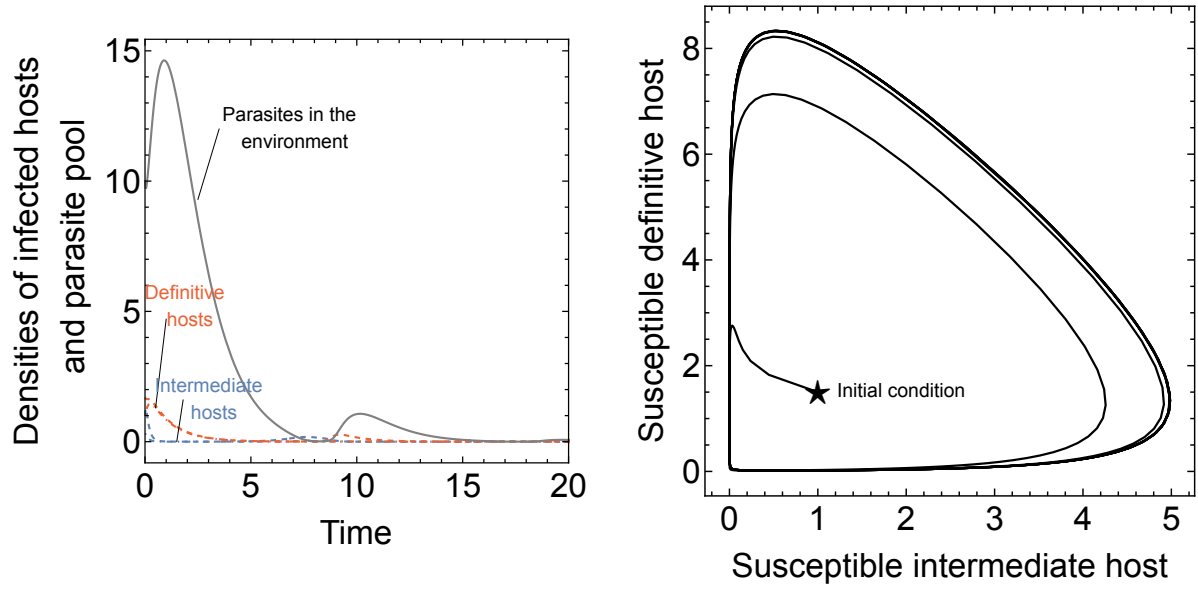 Densities of infected hosts
and parasite pool
15
10
5
0
Parasites in the
environment
Definitive
hosts
Intermediate
hosts
0 5 10 15 20
Time
Susceptible definitive host
8
6
4
2
0
Initial condition
0 1 2 3 4 5
Susceptible intermediate host